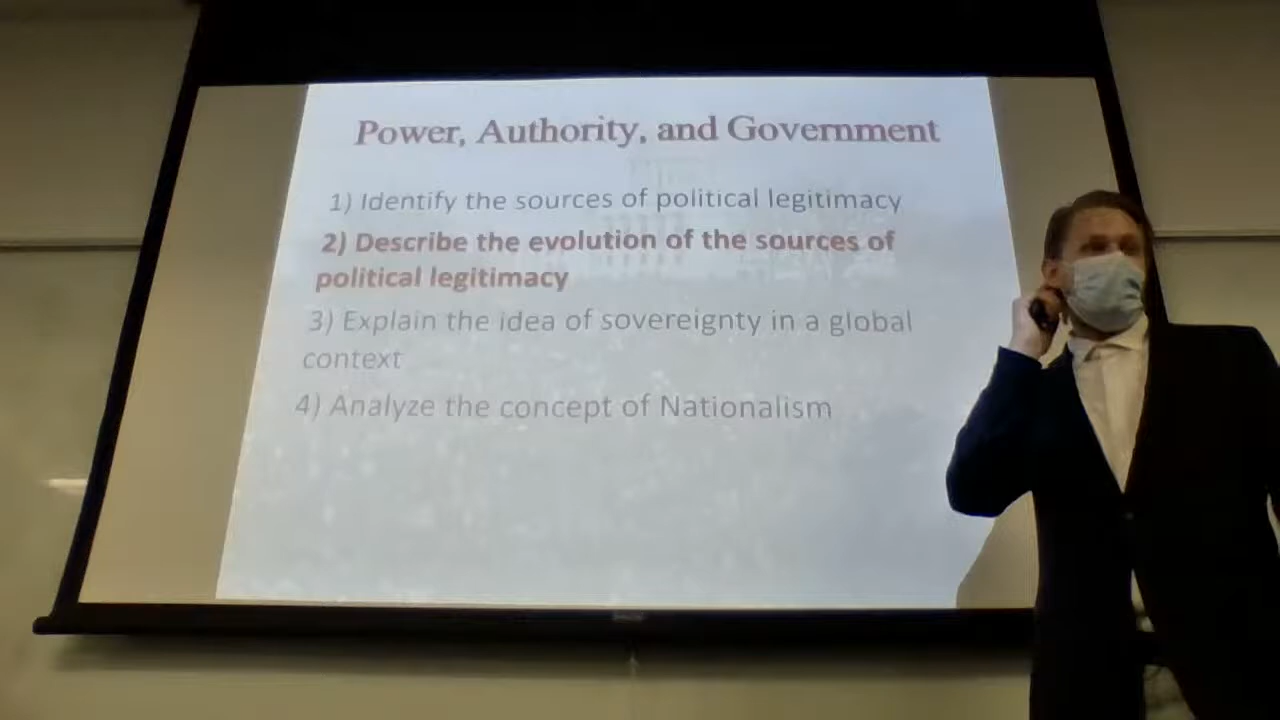 Power, Authority, and Government
1) Identify the sources of political legitimacy
2) Describe the evolution of the sources of
political legitimacy
3) Explain the idea of sovereignty in a global
context
4) Analyze the concept of Nationalism